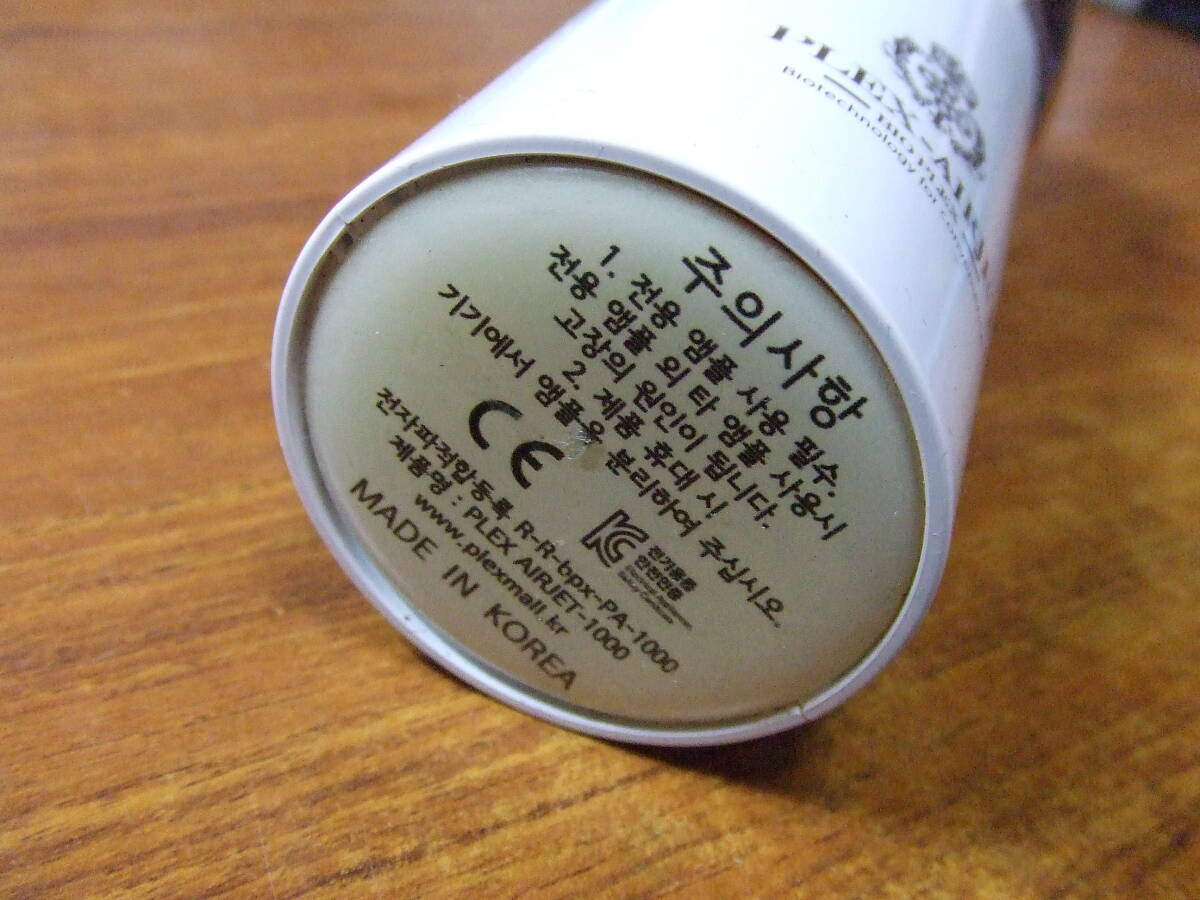 PLEX-AIRJ
BIO PLEX
Biotechnology for
주의사항
1. 전용 앰플 사용 필수.
전용 앰플 외 타 앰플 사용시
고장의 원인이 됩니다.
2. 제품 휴대 시
기기에서 앰플을 분리하여 주십시오.
CE
KC 전기용품
안전인증
전자파적합등록 R-R-bpx-PA-1000
제품명 : PLEX AIRJET-1000
www.plexmall.kr
MADE IN KOREA